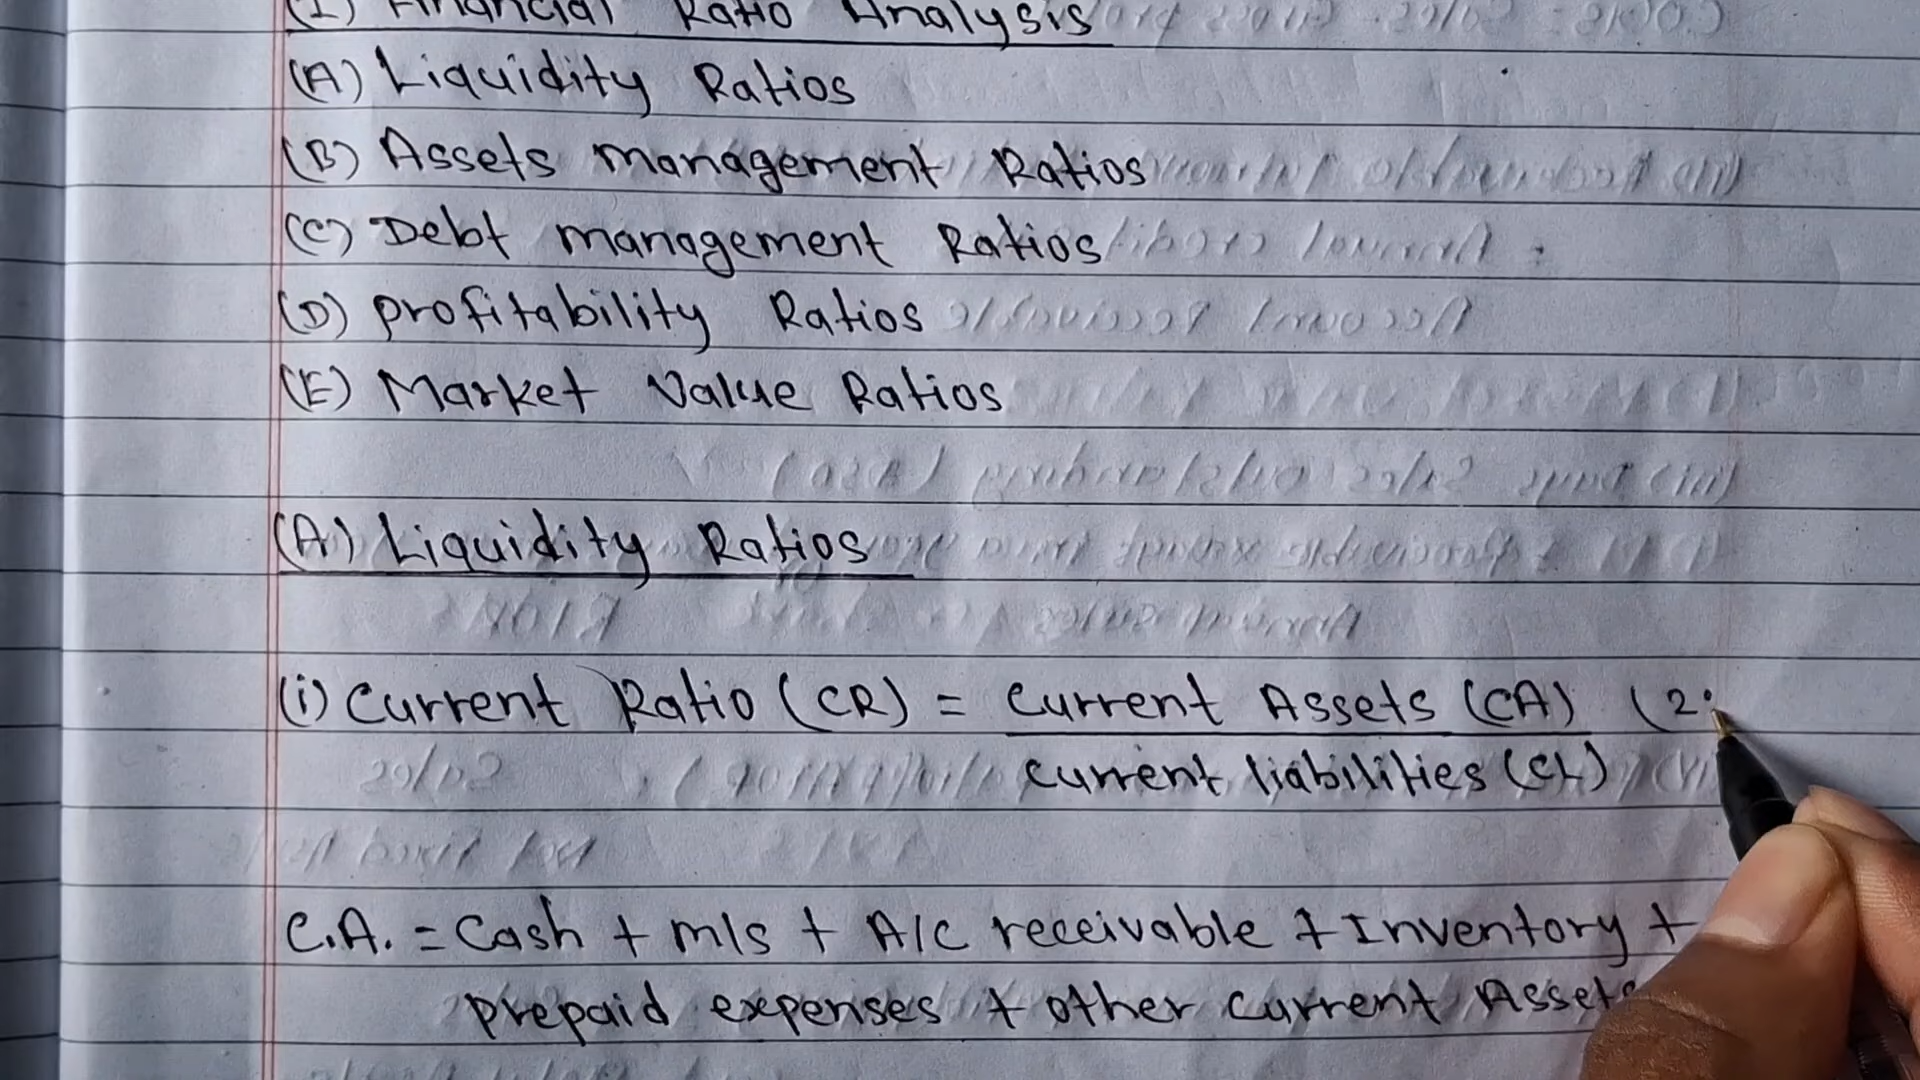 (I) Financial Ratio Analysis
(A) Liquidity Ratios
(B) Assets management Ratios
(C) Debt management Ratios
(D) profitability Ratios
(E) Market Value Ratios
(A) Liquidity Ratios
(i) Current Ratio (CR) = Current Assets (CA) (2:
Current liabilities (CL)
C.A. = Cash + m/s + A/C receivable + Inventory +
prepaid expenses + other current Assets